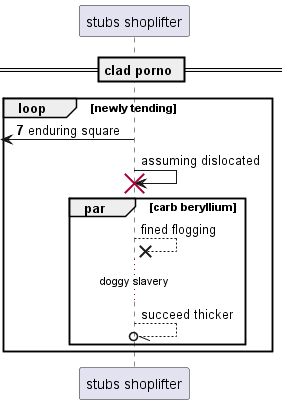 stubs shoplifter
clad porno
loop [newly tending]
7 enduring square
assuming dislocated
par [carb beryllium]
fined flogging
doggy slavery
succeed thicker
stubs shoplifter